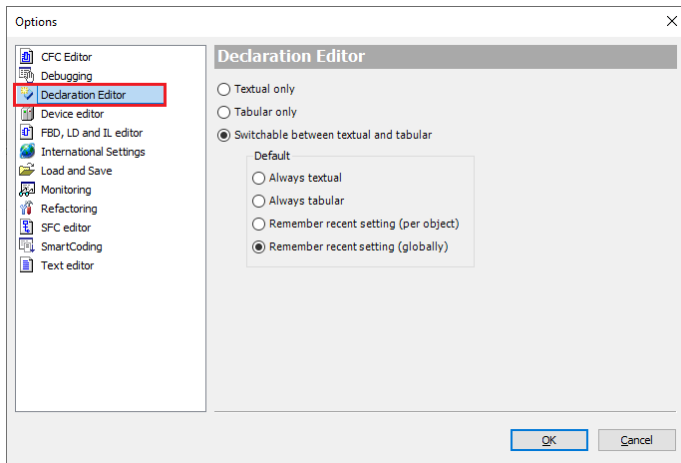 Options
CFC Editor
Debugging
Declaration Editor
Device editor
FBD, LD and IL editor
International Settings
Load and Save
Monitoring
Refactoring
SFC editor
SmartCoding
Text editor
Declaration Editor
Textual only
Tabular only
Switchable between textual and tabular
Default
Always textual
Always tabular
Remember recent setting (per object)
Remember recent setting (globally)
OK
Cancel